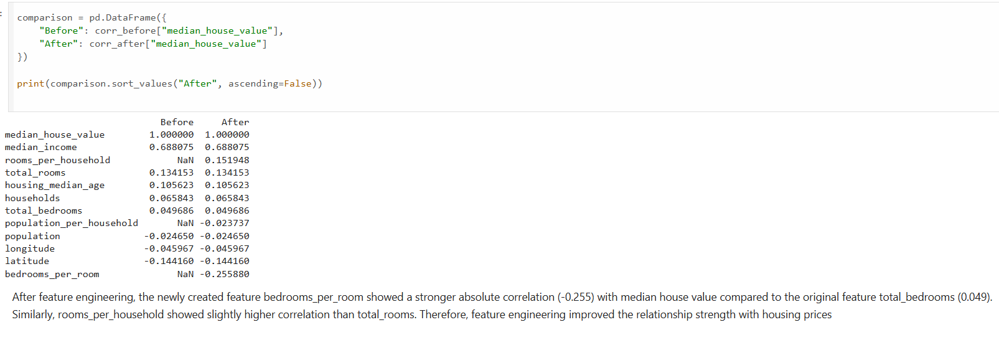 :
comparison = pd.DataFrame({
    "Before": corr_before["median_house_value"],
    "After": corr_after["median_house_value"]
})
print(comparison.sort_values("After", ascending=False))
                          Before     After
median_house_value      1.000000  1.000000
median_income           0.688075  0.688075
rooms_per_household          NaN  0.151948
total_rooms             0.134153  0.134153
housing_median_age      0.105623  0.105623
households              0.065843  0.065843
total_bedrooms          0.049686  0.049686
population_per_household     NaN -0.023737
population             -0.024650 -0.024650
longitude              -0.045967 -0.045967
latitude               -0.144160 -0.144160
bedrooms_per_room            NaN -0.255880
After feature engineering, the newly created feature bedrooms_per_room showed a stronger absolute correlation (-0.255) with median house value compared to the original feature total_bedrooms (0.049).
Similarly, rooms_per_household showed slightly higher correlation than total_rooms. Therefore, feature engineering improved the relationship strength with housing prices